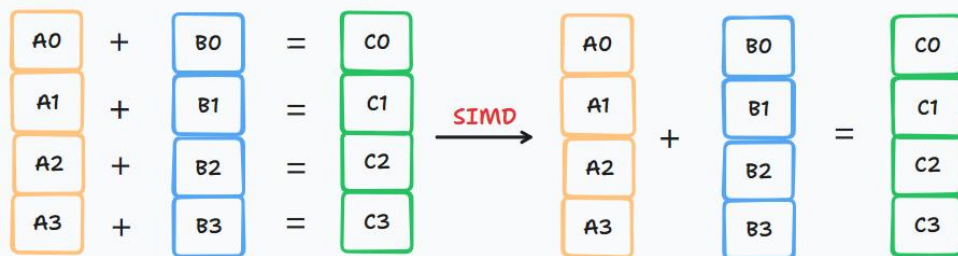 A0 + B0 = C0 A0 B0 C0
A1 + B1 = C1 SIMD A1 + B1 = C1
A2 + B2 = C2 A2 B2 C2
A3 + B3 = C3 A3 B3 C3